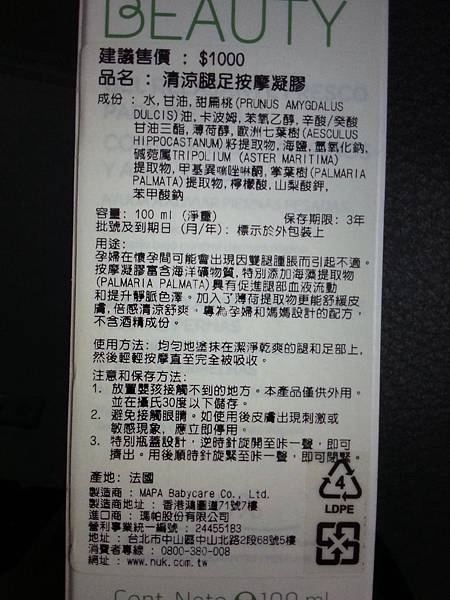 BEAUTY
建議售價 : $1000
品名 : 清涼腿足按摩凝膠
成份 : 水,甘油,甜扁桃(PRUNUS AMYGDALUS
DULCIS)油,卡波姆,苯氧乙醇,辛酸/癸酸
甘油三酯,薄荷醇,歐洲七葉樹(AESCULUS
HIPPOCASTANUM)籽提取物,海鹽,氫氧化鈉,
碱菀属TRIPOLIUM (ASTER MARITIMA)
提取物,甲基異噻唑啉酮,掌葉樹(PALMARIA
PALMATA)提取物,檸檬酸,山梨酸鉀,
苯甲酸鈉
容量: 100 ml (淨重) 保存期限: 3年
批號及到期日 (月/年): 標示於外包裝上
用途:
孕婦在懷孕間可能會出現因雙腿腫脹而引起不適。
按摩凝膠富含海洋礦物質,特別添加海藻提取物
(PALMARIA PALMATA)具有促進腿部血液流動
和提升靜脈色澤。加入了薄荷提取物更能舒緩皮
膚,倍感清涼舒爽。專為孕婦和媽媽設計的配方,
不含酒精成份。
使用方法: 均勻地塗抹在潔淨乾爽的腿和足部上,
然後輕輕按摩直至完全被吸收。
注意和保存方法:
1. 放置嬰孩接觸不到的地方。本產品僅供外用。
並在攝氏30度以下儲存。
2. 避免接觸眼睛。如使用後皮膚出現刺激或
敏感現象, 應立即停用。
3. 特別瓶蓋設計, 逆時針旋開至咔一聲, 即可
擠出。用後順時針旋緊至咔一聲, 即可閉緊。
產地: 法國
製造商 : MAPA Babycare Co., Ltd.
製造商地址 : 香港鴻圖道71號7樓
進口商 : 瑪帕股份有限公司
營利事業統一編號 : 24455183
地址 : 台北市中山區中山北路2段68號5樓
消費者專線 : 0800-380-008
網址 : www.nuk.com.tw
4
LDPE
Cont. Neto 100 ml